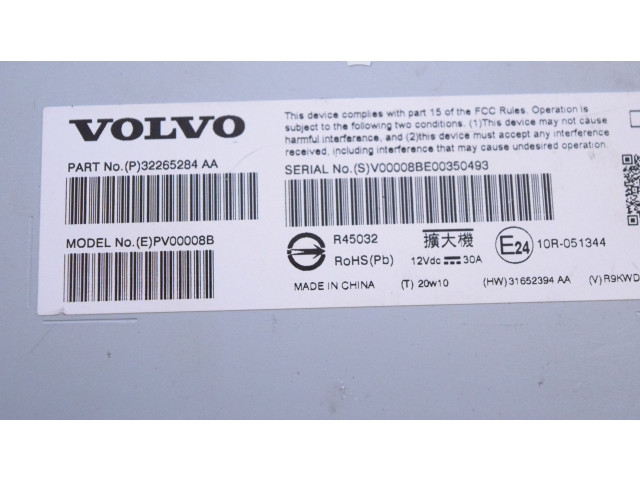 VOLVO
This device complies with part 15 of the FCC Rules. Operation is
subject to the following two conditions. (1)This device may not cause
harmful interference, and (2)this device must accept any interference
received, including interference that may cause undesired operation.
PART No.(P)32265284 AA
SERIAL No.(S)V00008BE00350493
MODEL No.(E)PV00008B
R45032
RoHS(Pb)
擴大機
12Vdc 30A
E24
10R-051344
MADE IN CHINA
(T) 20w10
(HW)31652394 AA
(V)R9KWD